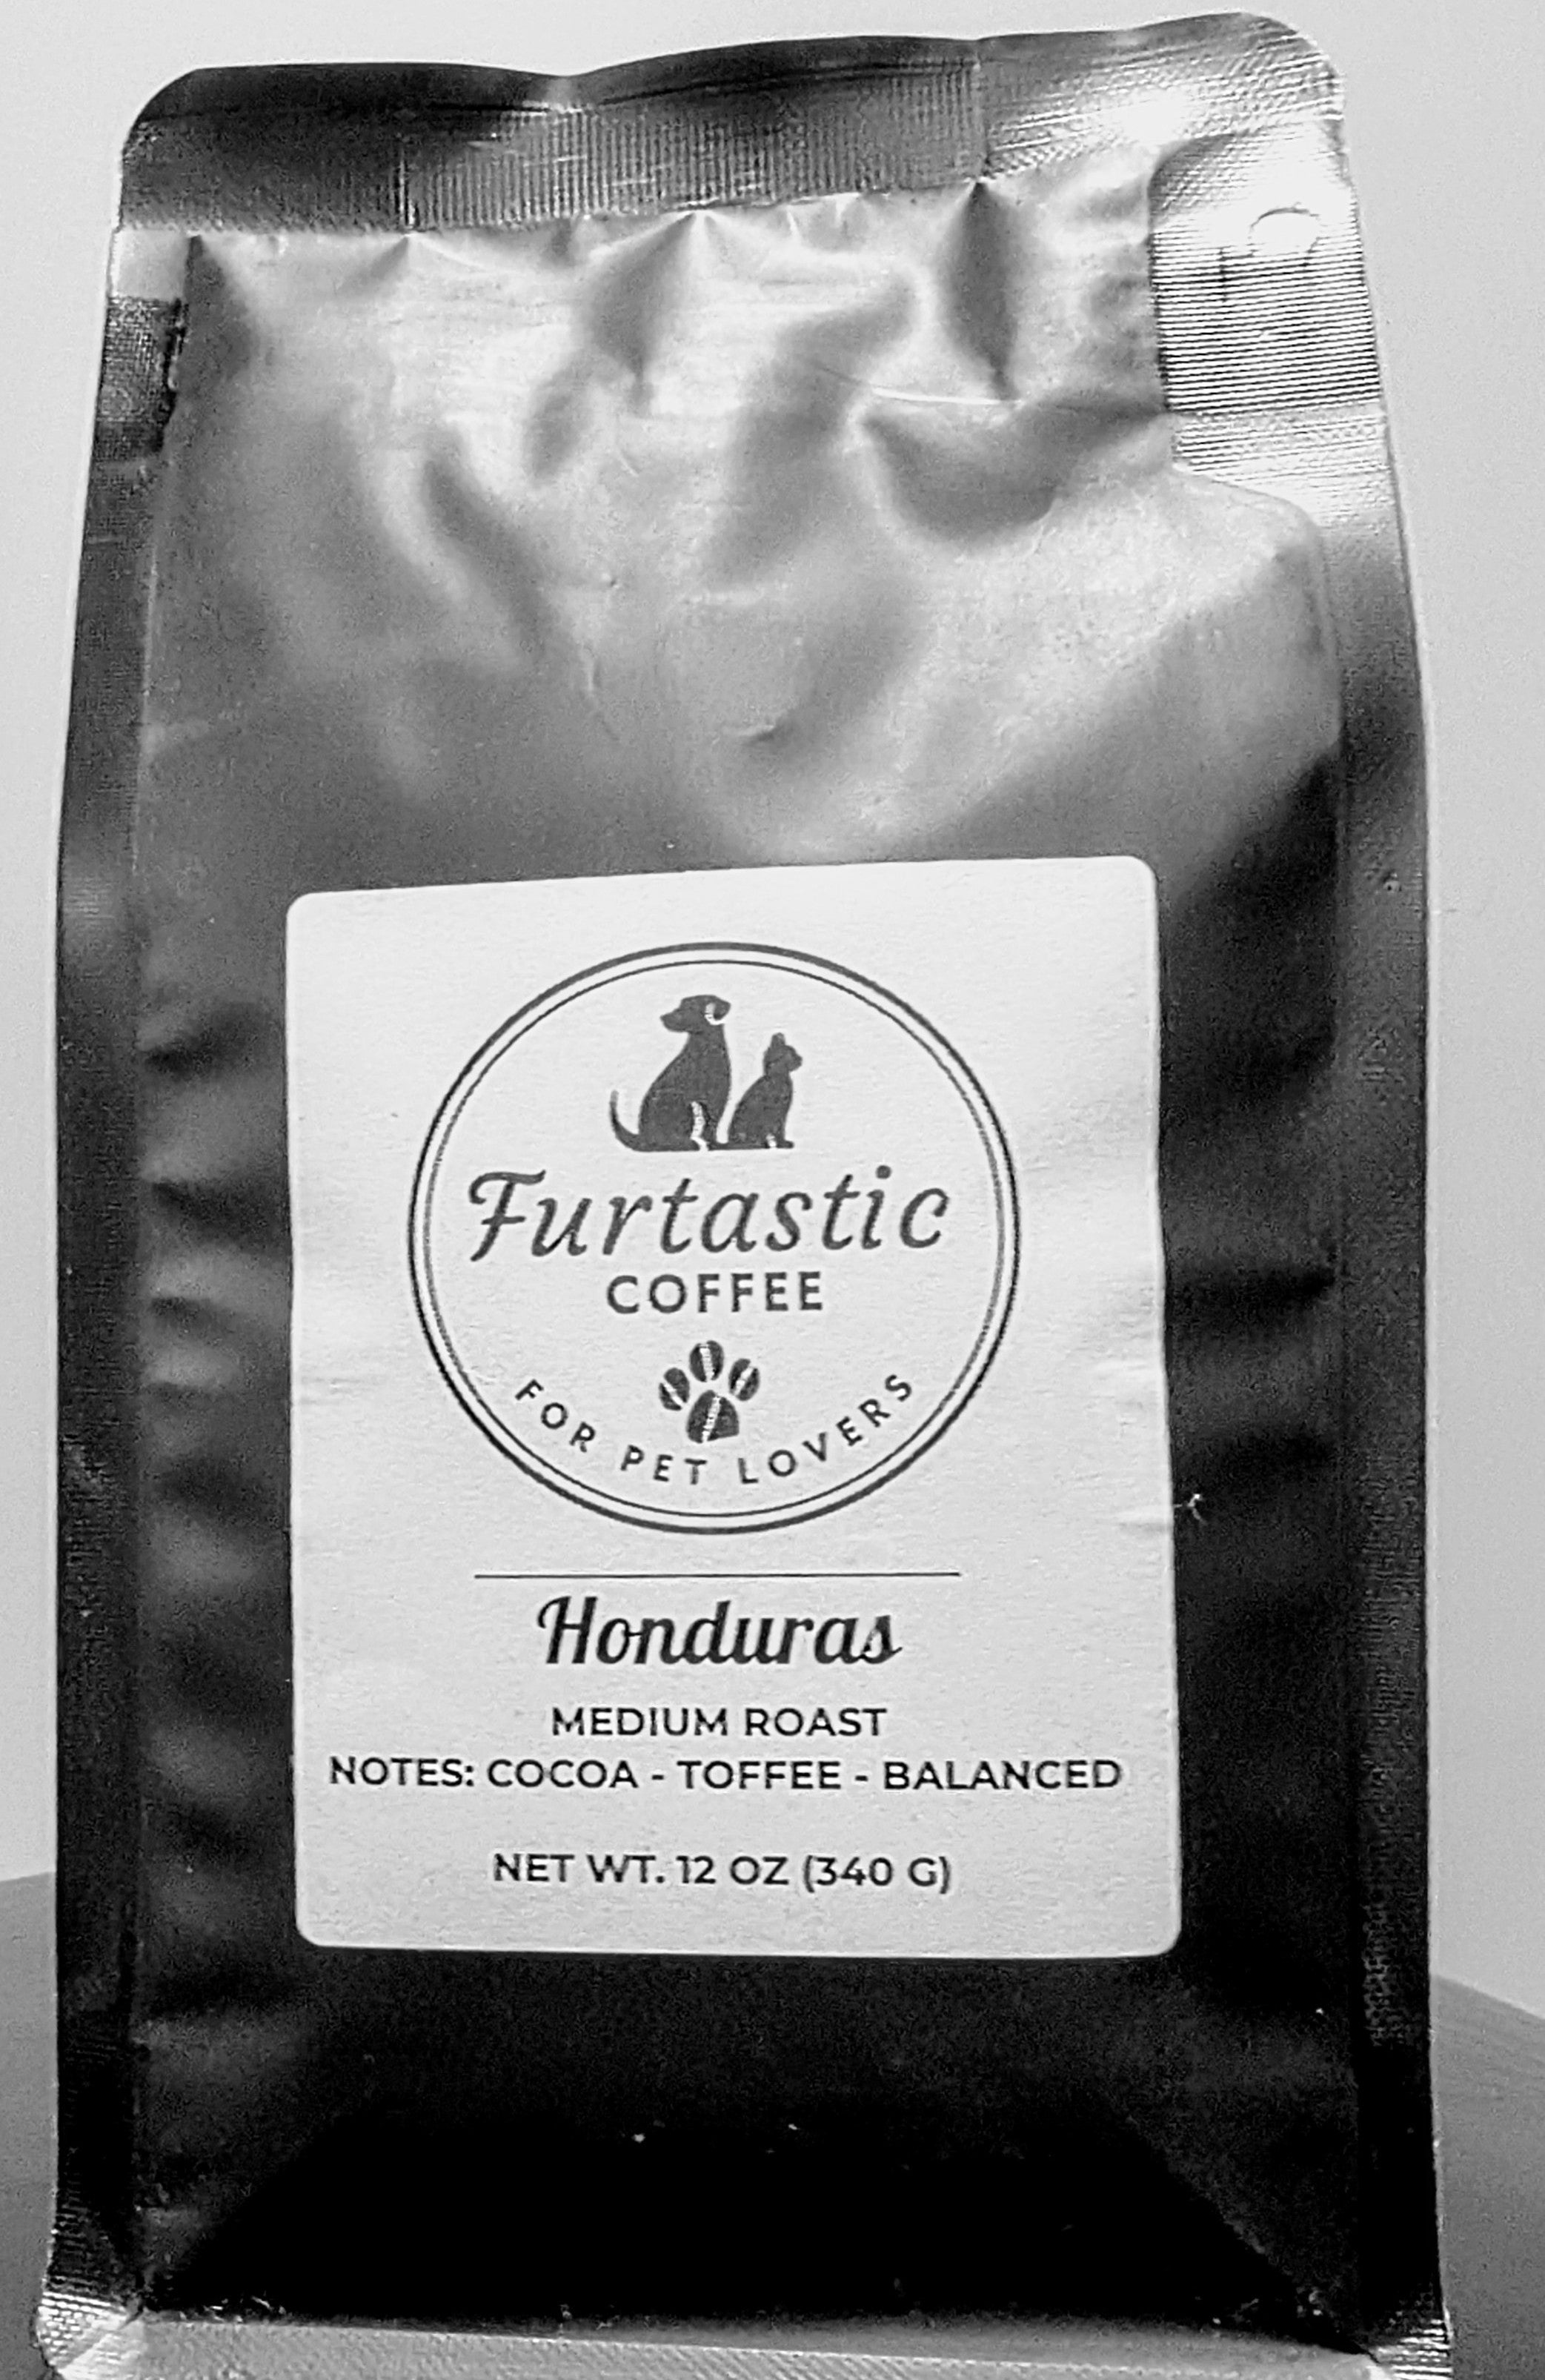 Furtastic
COFFEE
FOR PET LOVERS
Honduras
MEDIUM ROAST
NOTES: COCOA - TOFFEE - BALANCED
NET WT. 12 OZ (340 G)